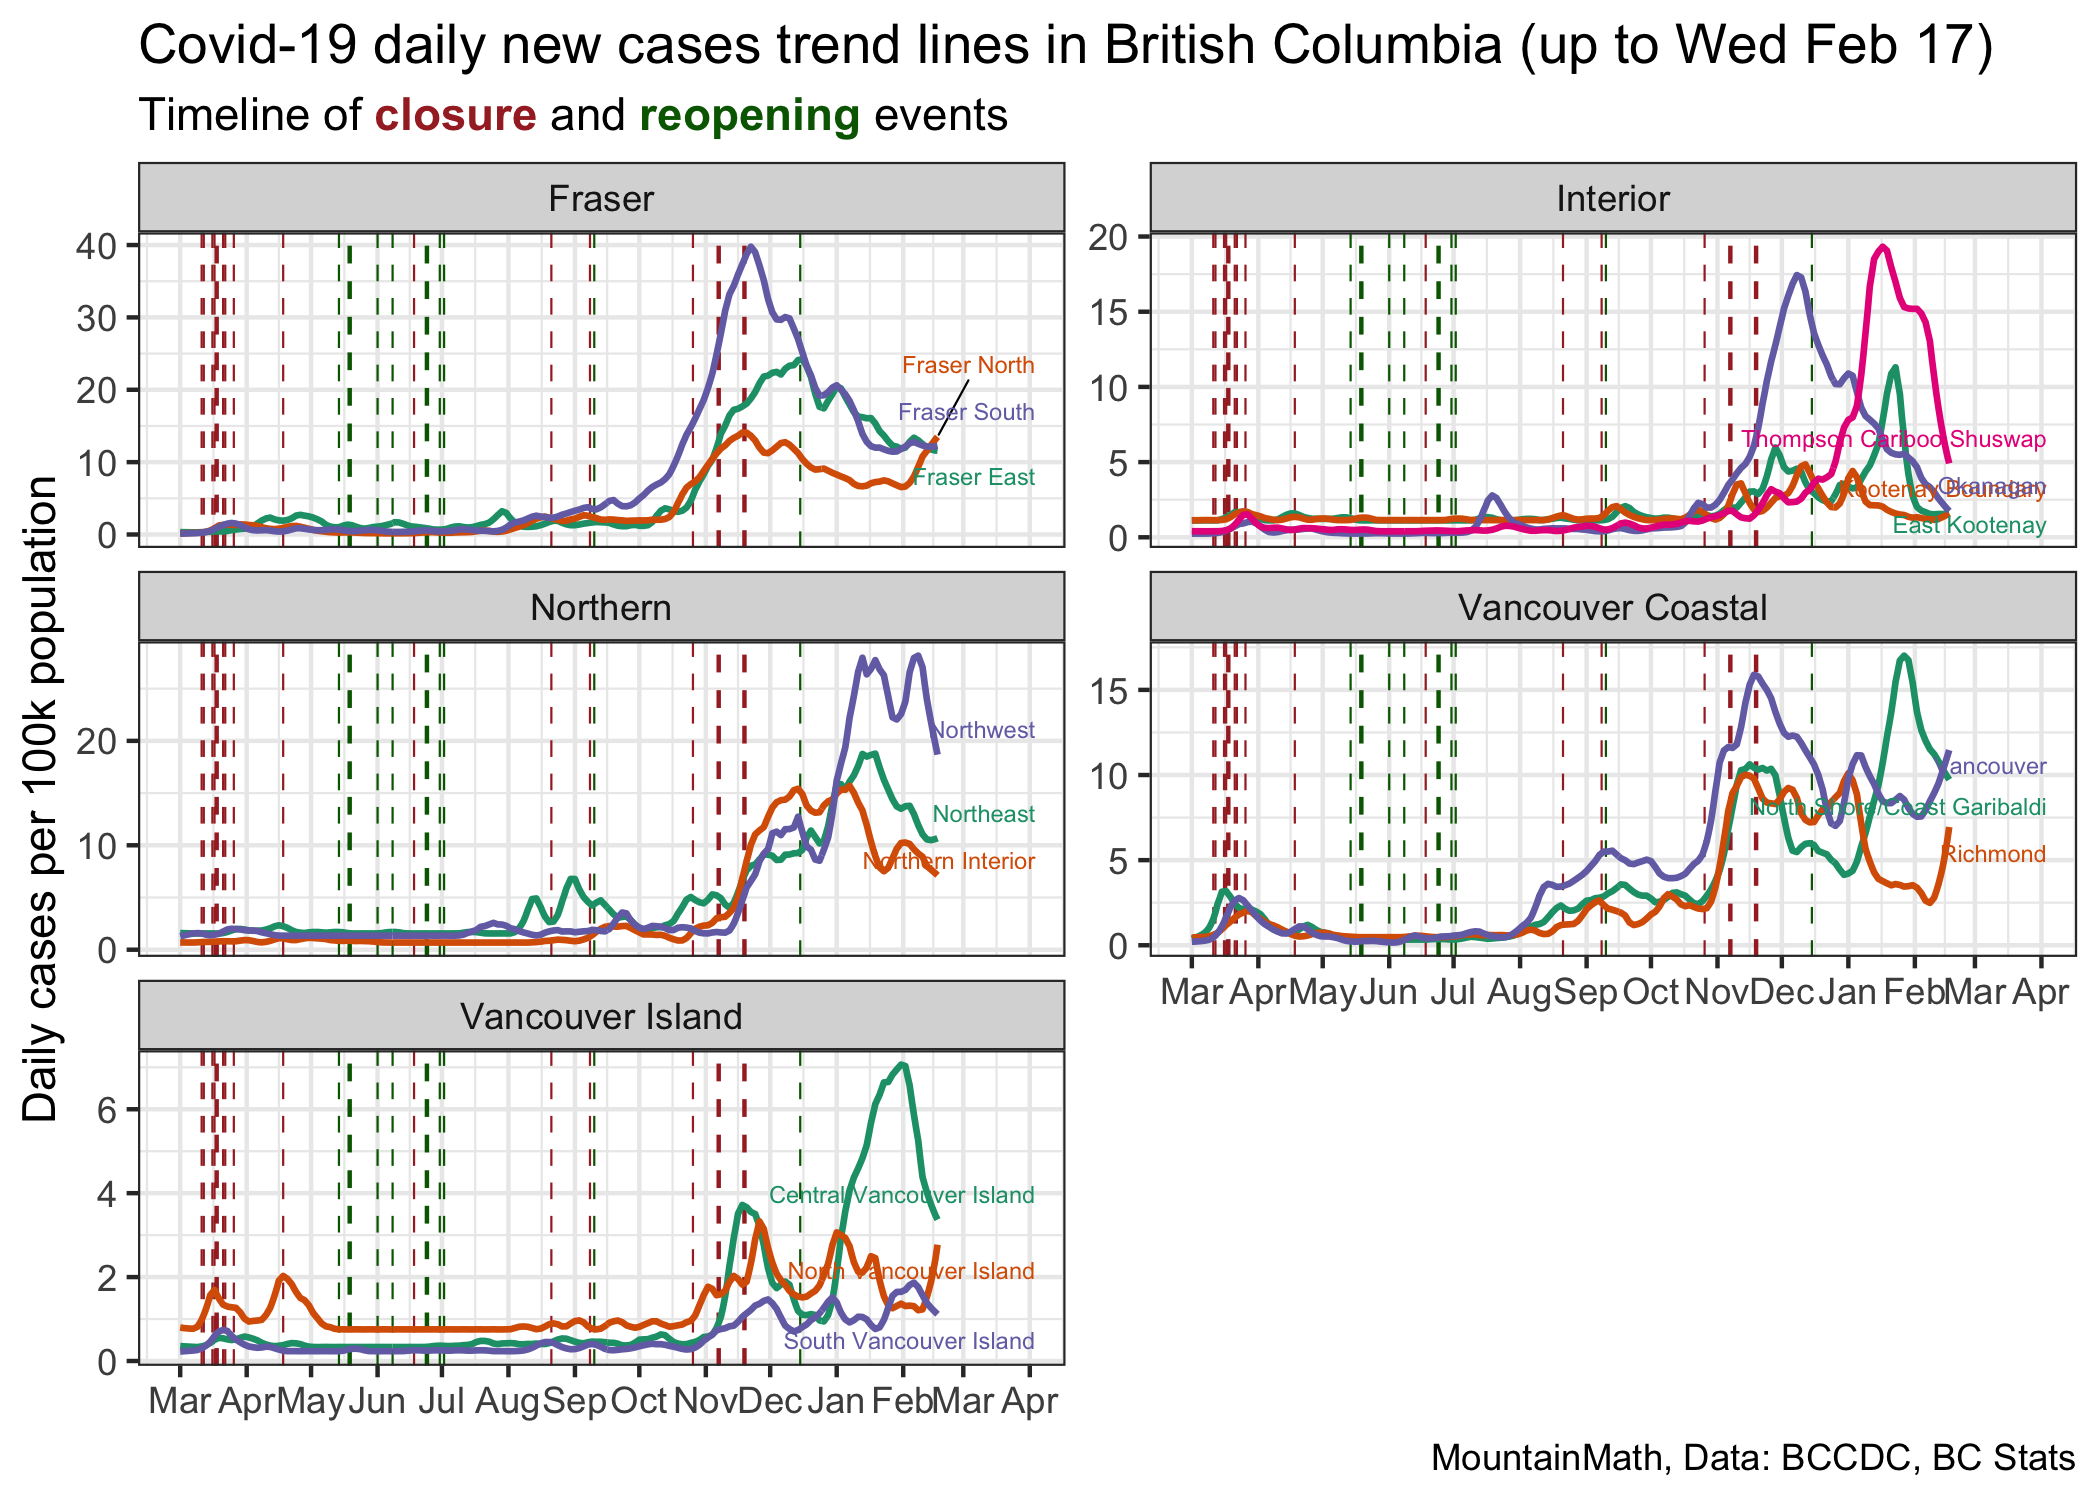 Covid-19 daily new cases trend lines in British Columbia (up to Wed Feb 17)
Timeline of closure and reopening events
Daily cases per 100k population
Fraser
40
30
20
10
0
Fraser North
Fraser South
Fraser East
Interior
20
15
10
5
0
Thompson Cariboo Shuswap
Okanagan
Kootenay Boundary
East Kootenay
Northern
20
10
0
Northwest
Northeast
Northern Interior
Vancouver Coastal
15
10
5
0
Vancouver
North Shore/Coast Garibaldi
Richmond
Mar Apr May Jun Jul Aug Sep Oct Nov Dec Jan Feb Mar Apr
Vancouver Island
6
4
2
0
Central Vancouver Island
North Vancouver Island
South Vancouver Island
Mar Apr May Jun Jul Aug Sep Oct Nov Dec Jan Feb Mar Apr
MountainMath, Data: BCCDC, BC Stats